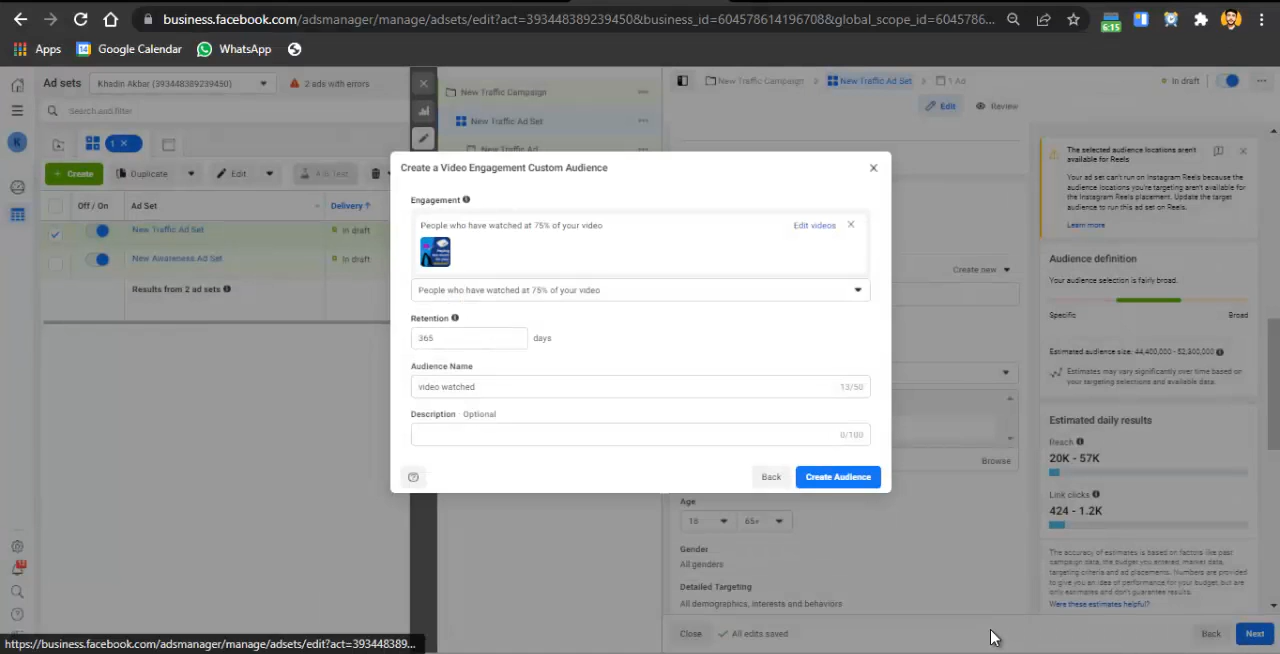 business.facebook.com/adsmanager/manage/adsets/edit?act=393448389239450&business_id=604578614196708&global_scope_id=6045786...
6:15
Apps
Google Calendar
WhatsApp
Ad sets
Khadin Akbar (393448389239450)
2 ads with errors
Search and filter
1 ×
Create
Duplicate
Edit
A/B Test
Off / On
Ad Set
Delivery ↑
New Traffic Ad Set
In draft
New Awareness Ad Set
In draft
Results from 2 ad sets
K
New Traffic Campaign
New Traffic Ad Set
New Traffic Ad
New Traffic Campaign
New Traffic Ad Set
1 Ad
In draft
Edit
Review
Create a Video Engagement Custom Audience
Engagement
People who have watched at 75% of your video
Edit videos
People who have watched at 75% of your video
Retention
365
days
Audience Name
video watched
13/50
Description · Optional
0/100
Back
Create Audience
Create new
Browse
Age
18
65+
Gender
All genders
Detailed Targeting
All demographics, interests and behaviors
Close
All edits saved
Back
Next
The selected audience locations aren't
available for Reels
Your ad set can't run on Instagram Reels because the
audience locations you're targeting aren't available for
the Instagram Reels placement. Update the target
audience to run this ad set on Reels.
Learn more
Audience definition
Your audience selection is fairly broad.
Specific
Broad
Estimated audience size: 44,400,000 - 52,300,000
Estimates may vary significantly over time based on
your targeting selections and available data.
Estimated daily results
Reach
20K - 57K
Link clicks
424 - 1.2K
The accuracy of estimates is based on factors like past
campaign data, the budget you entered, market data,
targeting criteria and ad placements. Numbers are provided
to give you an idea of performance for your budget, but are
only estimates and don't guarantee results.
Were these estimates helpful?
https://business.facebook.com/adsmanager/manage/adsets/edit?act=393448389...